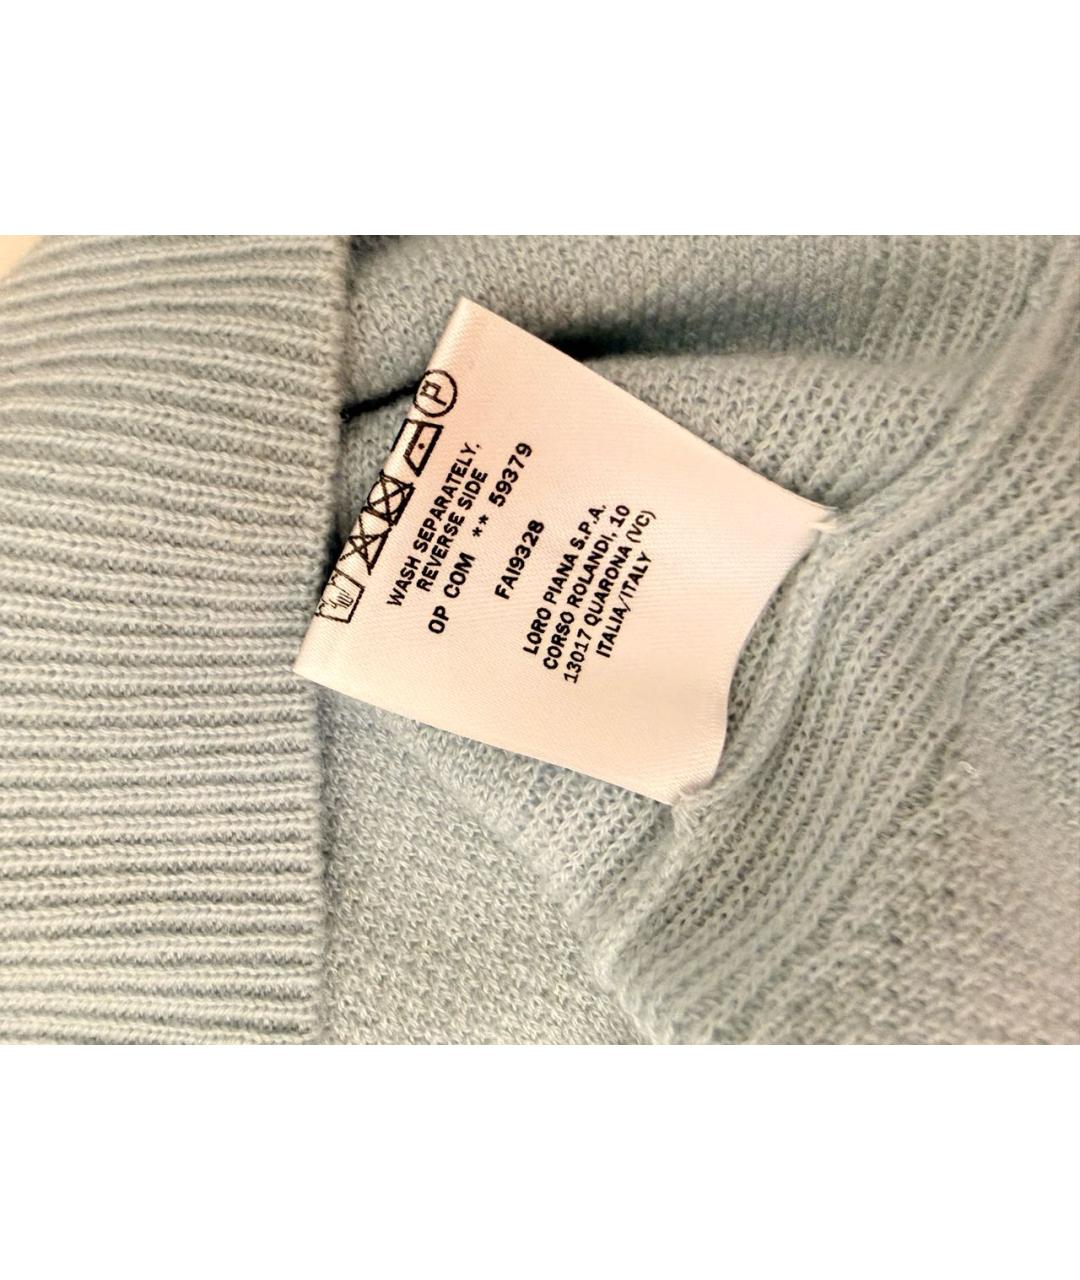 WASH SEPARATELY,
REVERSE SIDE
OP COM ** 59379
FAI9328
LORO PIANA S.P.A.
CORSO ROLANDI, 10
13017 QUARONA (VC)
ITALIA/ITALY